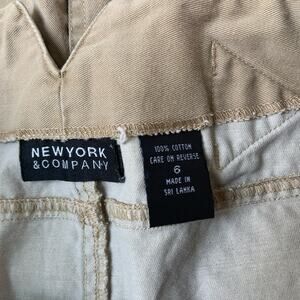 NEWYORK
& COMPANY
100% COTTON
CARE ON REVERSE
6
MADE IN
SRI LANKA